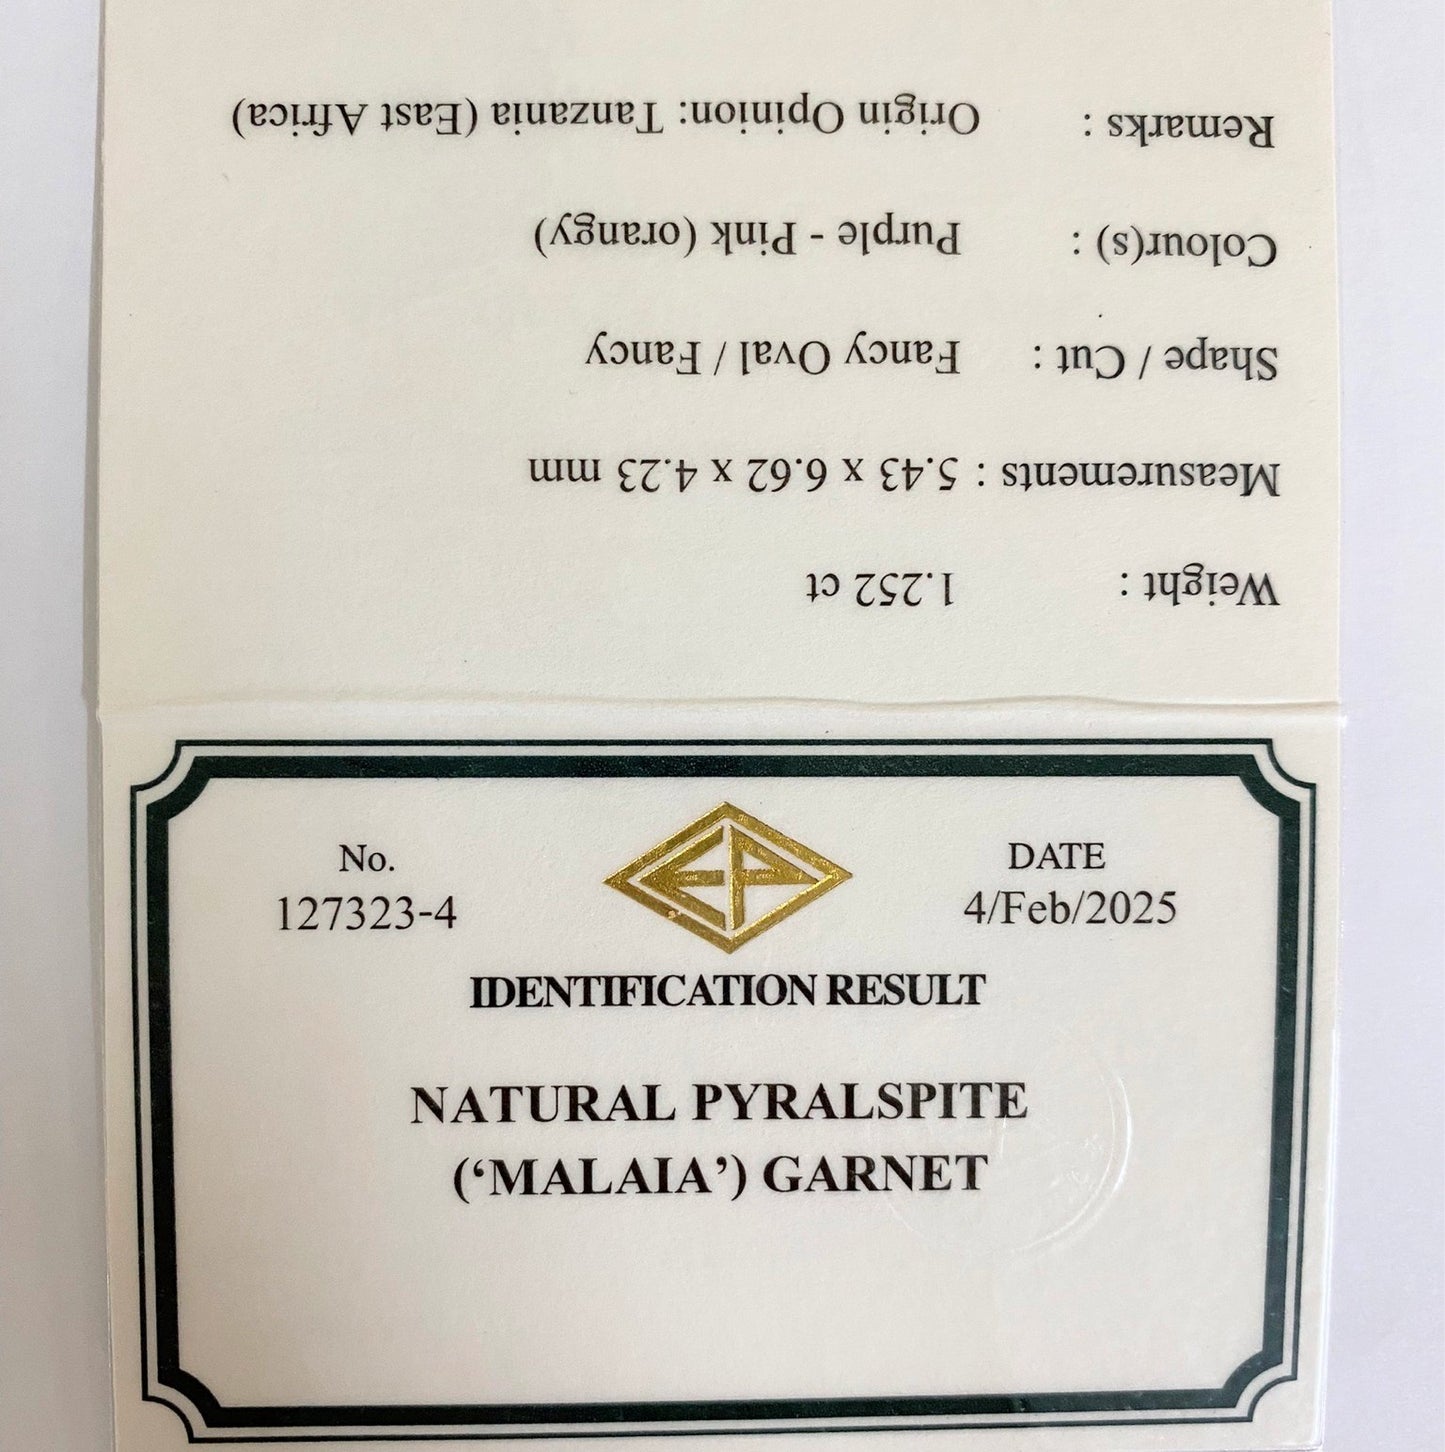 No.
127323-4
EP
DATE
4/Feb/2025
IDENTIFICATION RESULT
NATURAL PYRALSPITE
(‘MALAIA’) GARNET
Weight : 1.252 ct
Measurements : 5.43 x 6.62 x 4.23 mm
Shape / Cut : Fancy Oval / Fancy
Colour(s) : Purple - Pink (orangy)
Remarks : Origin Opinion: Tanzania (East Africa)